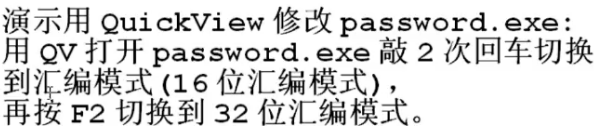 演示用 QuickView 修改 password.exe:
用 QV 打开 password.exe 敲 2 次回车切换
到汇编模式(16 位汇编模式),
再按 F2 切换到 32 位汇编模式。